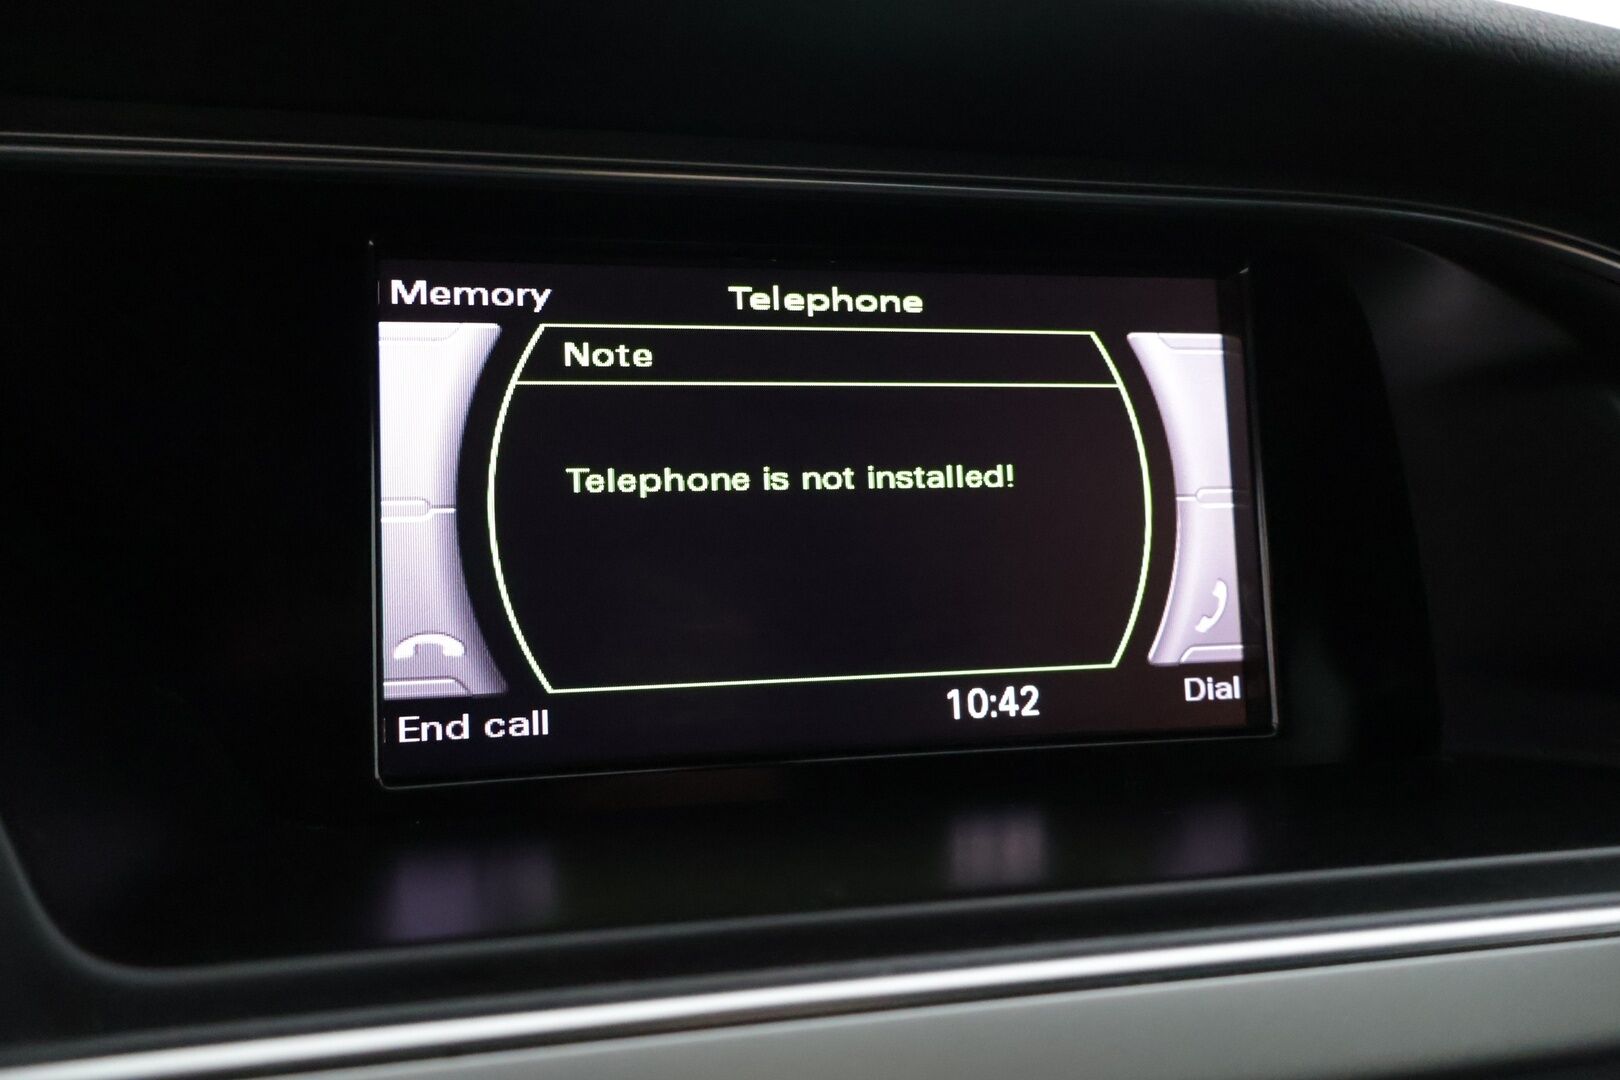 Memory
Telephone
Note
Telephone is not installed!
10:42
Dial
End call